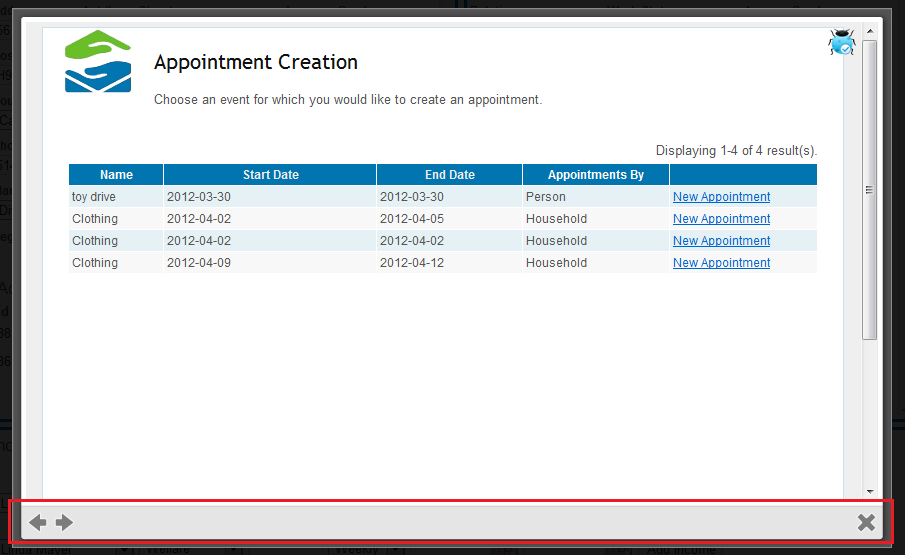 Appointment Creation
Choose an event for which you would like to create an appointment.
Displaying 1-4 of 4 result(s).
Name Start Date End Date Appointments By
toy drive 2012-03-30 2012-03-30 Person New Appointment
Clothing 2012-04-02 2012-04-05 Household New Appointment
Clothing 2012-04-02 2012-04-02 Household New Appointment
Clothing 2012-04-09 2012-04-12 Household New Appointment